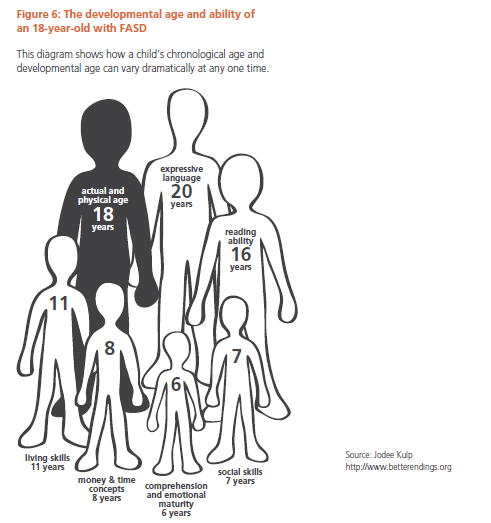 Figure 6: The developmental age and ability of
an 18-year-old with FASD
This diagram shows how a child's chronological age and
developmental age can vary dramatically at any one time.
expressive
language
20
years
actual and
physical age
18
years
reading
ability
16
years
11
8
7
6
living skills
11 years
money & time
concepts
8 years
comprehension
and emotional
maturity
6 years
social skills
7 years
Source: Jodee Kulp
http://www.betterendings.org